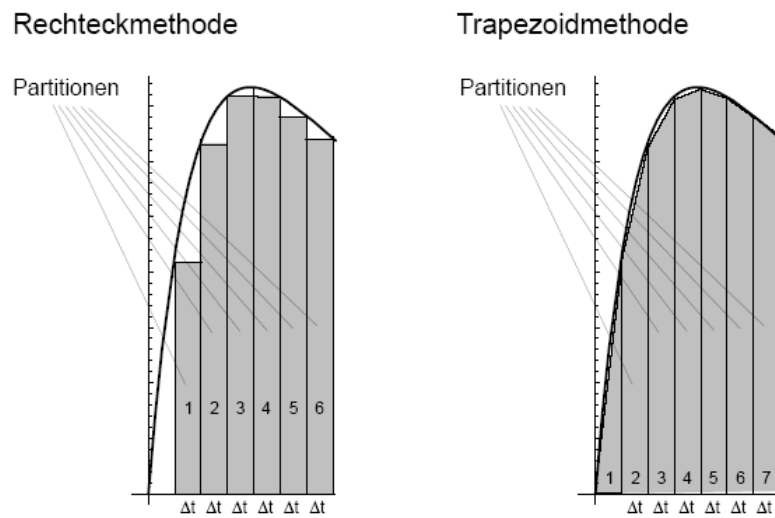 Rechteckmethode
Partitionen
1 2 3 4 5 6
Δt Δt Δt Δt Δt Δt
Trapezoidmethode
Partitionen
1 2 3 4 5 6 7
Δt Δt Δt Δt Δt Δt